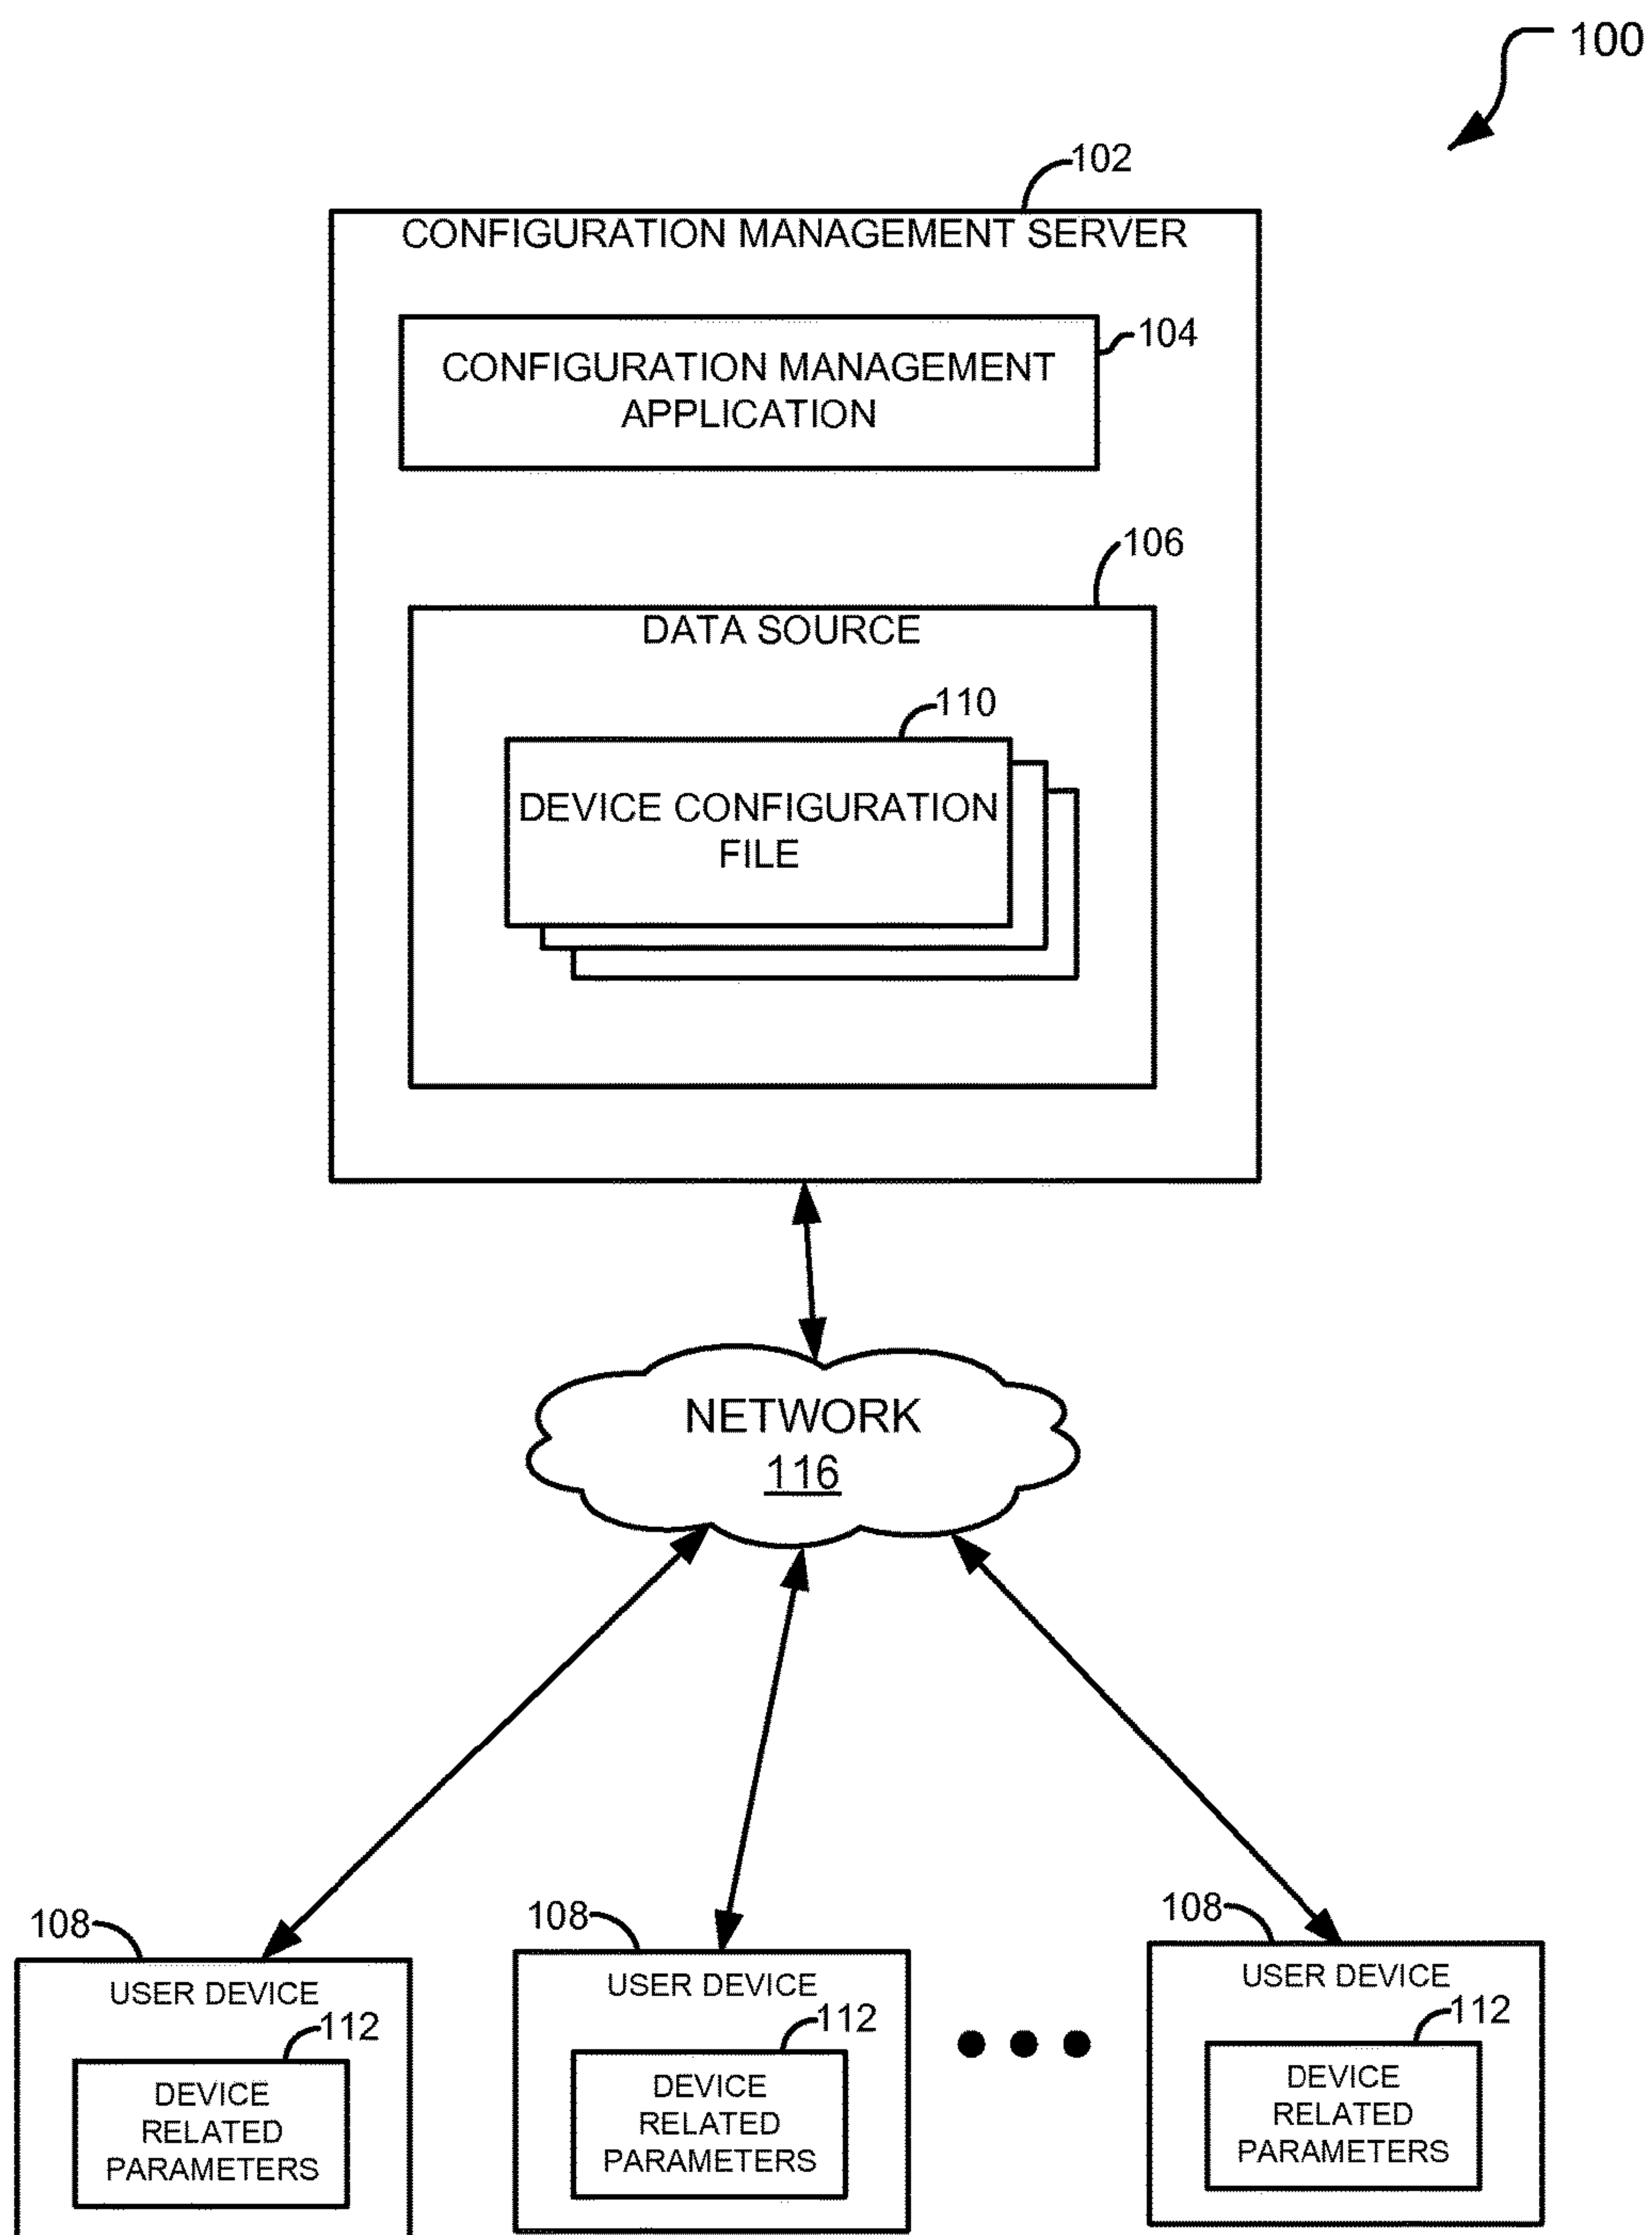 100
102
CONFIGURATION MANAGEMENT SERVER
104
CONFIGURATION MANAGEMENT
APPLICATION
106
DATA SOURCE
110
DEVICE CONFIGURATION
FILE
NETWORK
116
108
USER DEVICE
112
DEVICE
RELATED
PARAMETERS
108
USER DEVICE
112
DEVICE
RELATED
PARAMETERS
108
USER DEVICE
112
DEVICE
RELATED
PARAMETERS